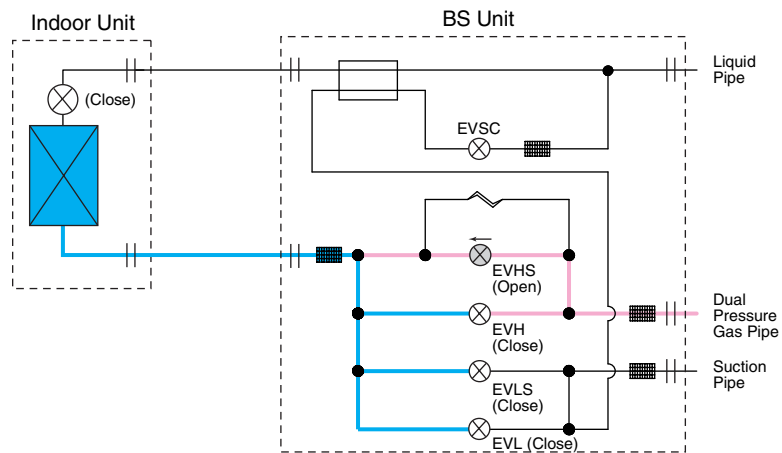 Indoor Unit
BS Unit
(Close)
Liquid
Pipe
EVSC
EVHS
(Open)
EVH
(Close)
Dual
Pressure
Gas Pipe
EVLS
(Close)
Suction
Pipe
EVL (Close)